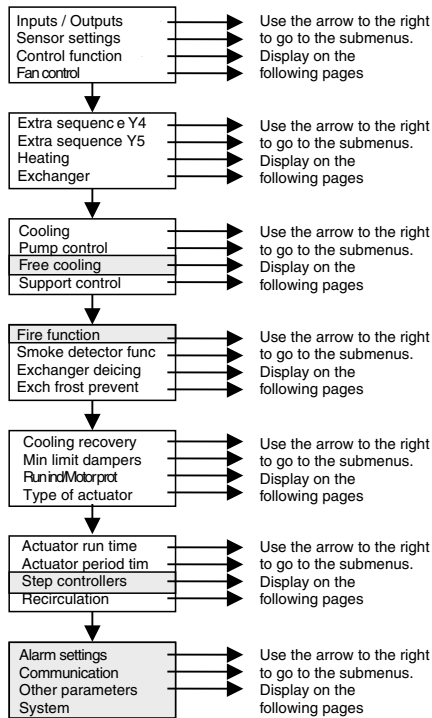 Inputs / Outputs
Sensor settings
Control function
Fan control
Use the arrow to the right
to go to the submenus.
Display on the
following pages
Extra sequenc e Y4
Extra sequence Y5
Heating
Exchanger
Use the arrow to the right
to go to the submenus.
Display on the
following pages
Cooling
Pump control
Free cooling
Support control
Use the arrow to the right
to go to the submenus.
Display on the
following pages
Fire function
Smoke detector func
Exchanger deicing
Exch frost prevent
Use the arrow to the right
to go to the submenus.
Display on the
following pages
Cooling recovery
Min limit dampers
Run ind/Motor prot
Type of actuator
Use the arrow to the right
to go to the submenus.
Display on the
following pages
Actuator run time
Actuator period tim
Step controllers
Recirculation
Use the arrow to the right
to go to the submenus.
Display on the
following pages
Alarm settings
Communication
Other parameters
System
Use the arrow to the right
to go to the submenus.
Display on the
following pages